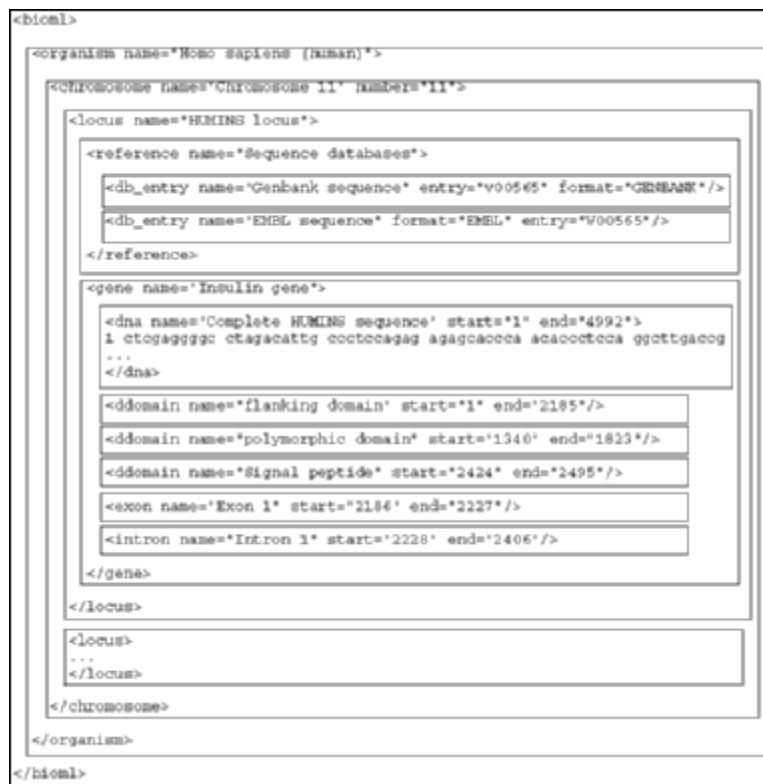 <bioml>
<organism name="Homo sapiens (human)">
<chromosome name="Chromosome 11" number="11">
<locus name="HUMINS locus">
<reference name="Sequence databases">
<db_entry name="Genbank sequence" entry="v00565" format="GENBANK"/>
<db_entry name="EMBL sequence" format="EMBL" entry="V00565"/>
</reference>
<gene name="Insulin gene">
<dna name="Complete HUMINS sequence" start="1" end="4992">
1 ctcgaggggc ctagacattg ccctccagag agagcaccca acaccctcca ggcttgaccg
...
</dna>
<ddomain name="flanking domain" start="1" end="2185"/>
<ddomain name="polymorphic domain" start="1340" end="1823"/>
<ddomain name="Signal peptide" start="2424" end="2495"/>
<exon name="Exon 1" start="2186" end="2227"/>
<intron name="Intron 1" start="2228" end="2406"/>
</gene>
</locus>
<locus>
...
</locus>
</chromosome>
</organism>
</bioml>